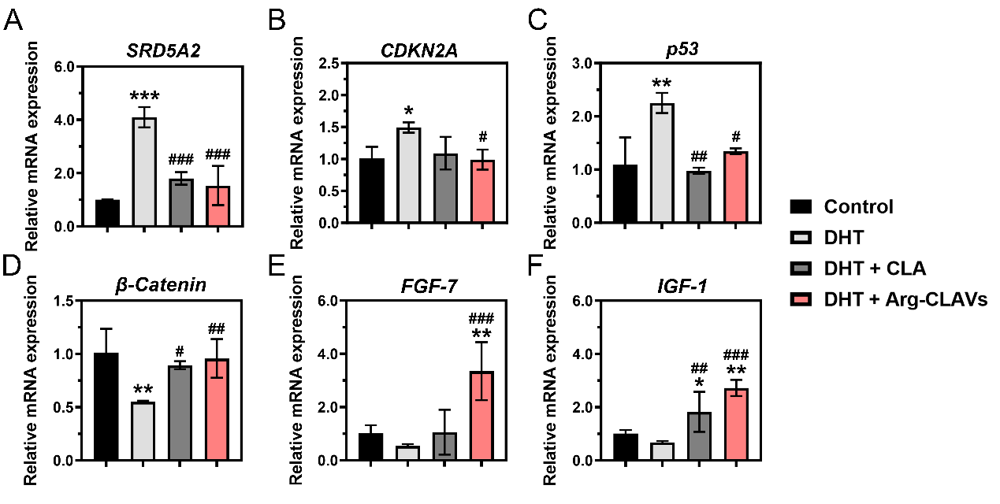 A
SRD5A2
Relative mRNA expression
6.0
4.0
2.0
0.0
***
###
###
B
CDKN2A
Relative mRNA expression
2.5
2.0
1.5
1.0
0.5
0.0
*
#
C
p53
Relative mRNA expression
3.0
2.0
1.0
0.0
**
##
#
Control
DHT
DHT + CLA
DHT + Arg-CLAVs
D
β-Catenin
Relative mRNA expression
1.5
1.0
0.5
0.0
**
#
##
E
FGF-7
Relative mRNA expression
6.0
4.0
2.0
0.0
###
**
F
IGF-1
Relative mRNA expression
6.0
4.0
2.0
0.0
##
*
###
**